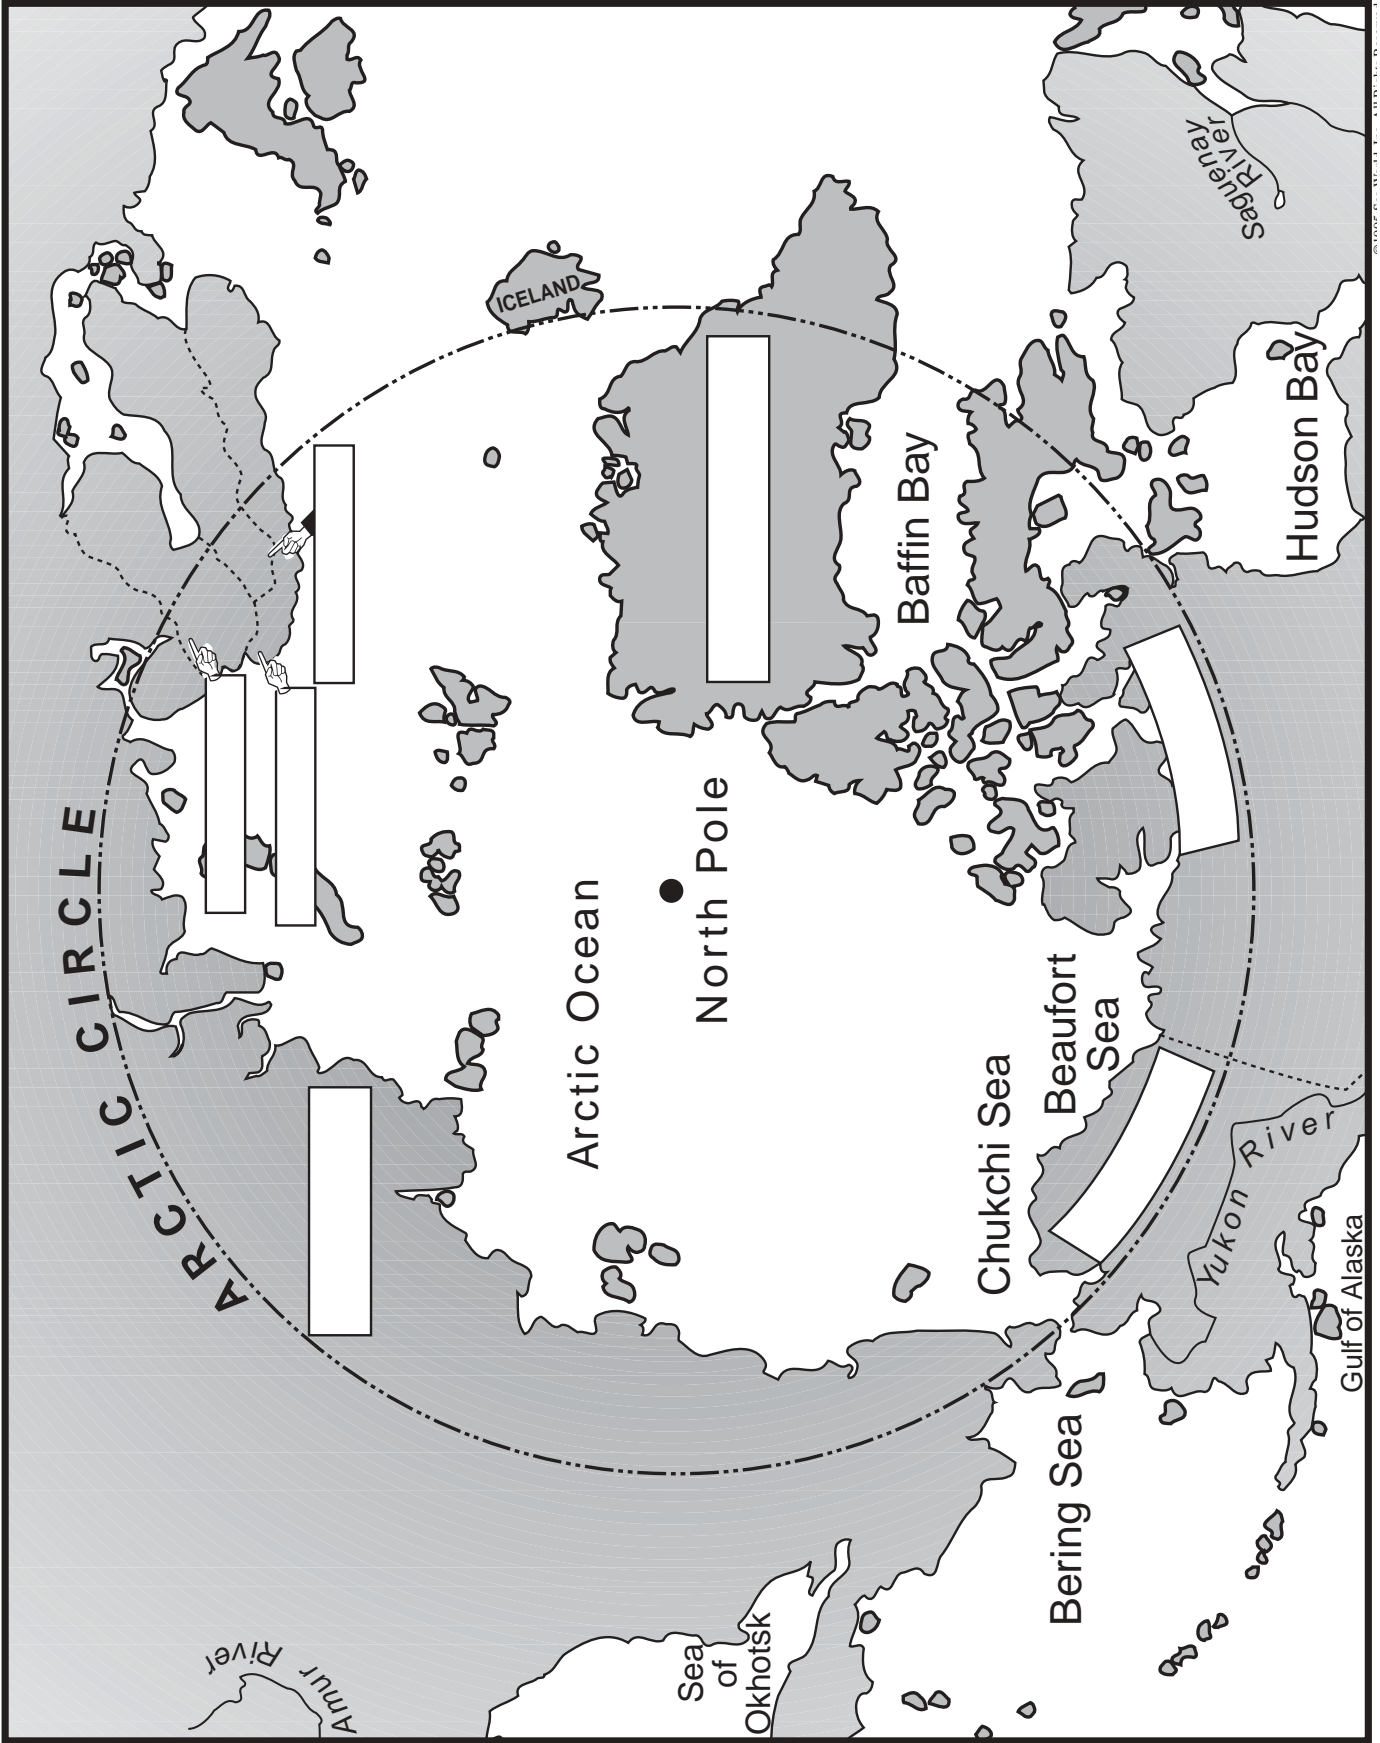 ARCTIC CIRCLE
ICELAND
Saguenay
River
Hudson Bay
Baffin Bay
North Pole
Arctic Ocean
Beaufort
Sea
Chukchi Sea
Yukon River
Gulf of Alaska
Bering Sea
Sea
of
Okhotsk
Amur River